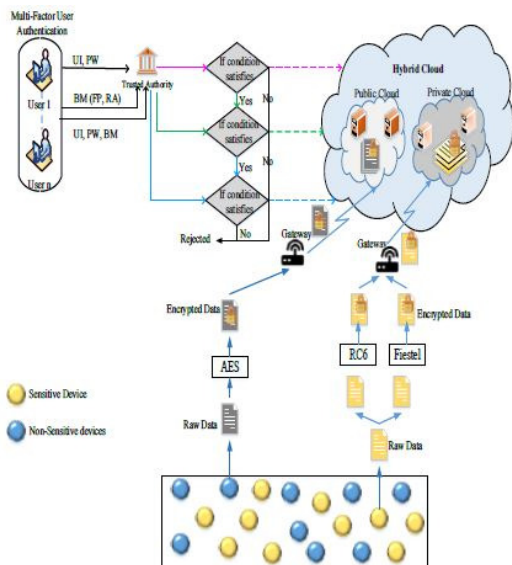 Multi-Factor User
Authentication
UI, PW
User 1
Trusted Authority
BM (FP, RA)
UI, PW, BM
User n
If condition
satisfies
No
Yes
If condition
satisfies
No
Yes
If condition
satisfies
No
Rejected
Hybrid Cloud
Public Cloud
Private Cloud
Gateway
Gateway
Encrypted Data
Encrypted Data
AES
RC6
Fiestel
Raw Data
Raw Data
Sensitive Device
Non-Sensitive devices